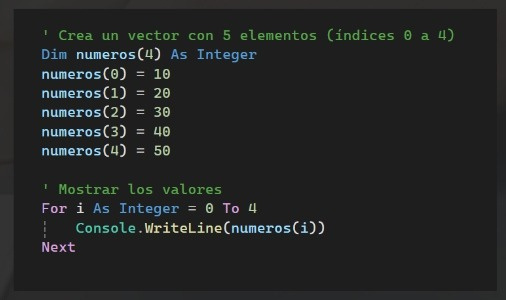 ' Crea un vector con 5 elementos (índices 0 a 4)
Dim numeros(4) As Integer
numeros(0) = 10
numeros(1) = 20
numeros(2) = 30
numeros(3) = 40
numeros(4) = 50
' Mostrar los valores
For i As Integer = 0 To 4
Console.WriteLine(numeros(i))
Next